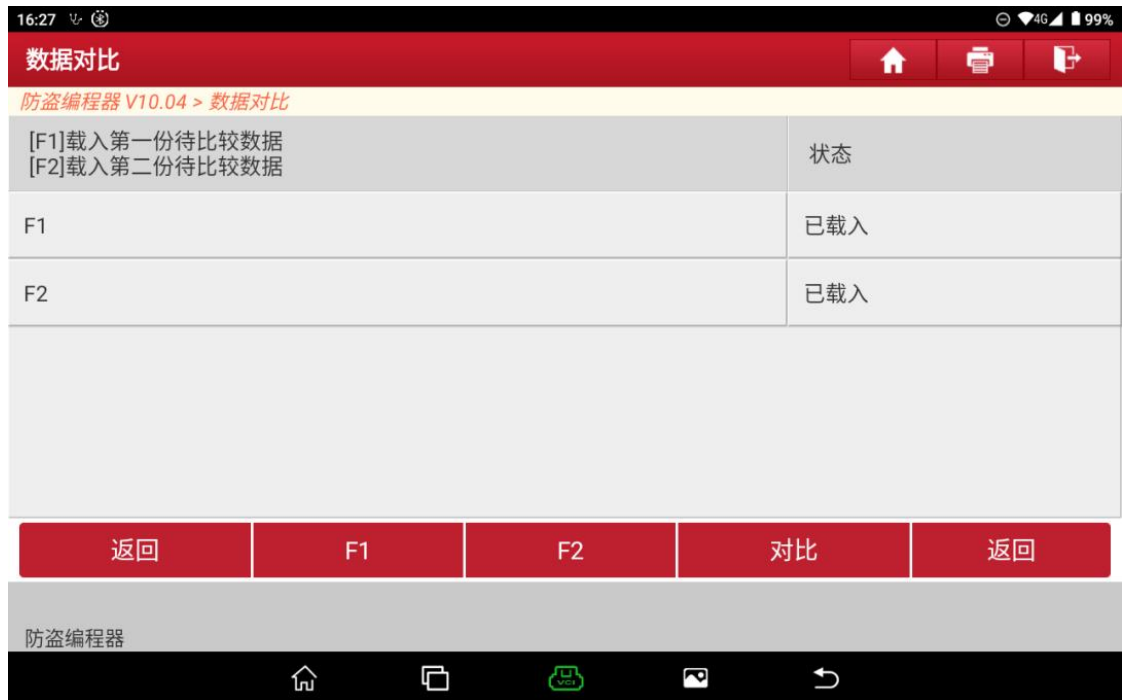 16:27
4G 99%
数据对比
防盗编程器 V10.04 > 数据对比
[F1]载入第一份待比较数据
[F2]载入第二份待比较数据
状态
F1 已载入
F2 已载入
返回 F1 F2 对比 返回
防盗编程器
VCI